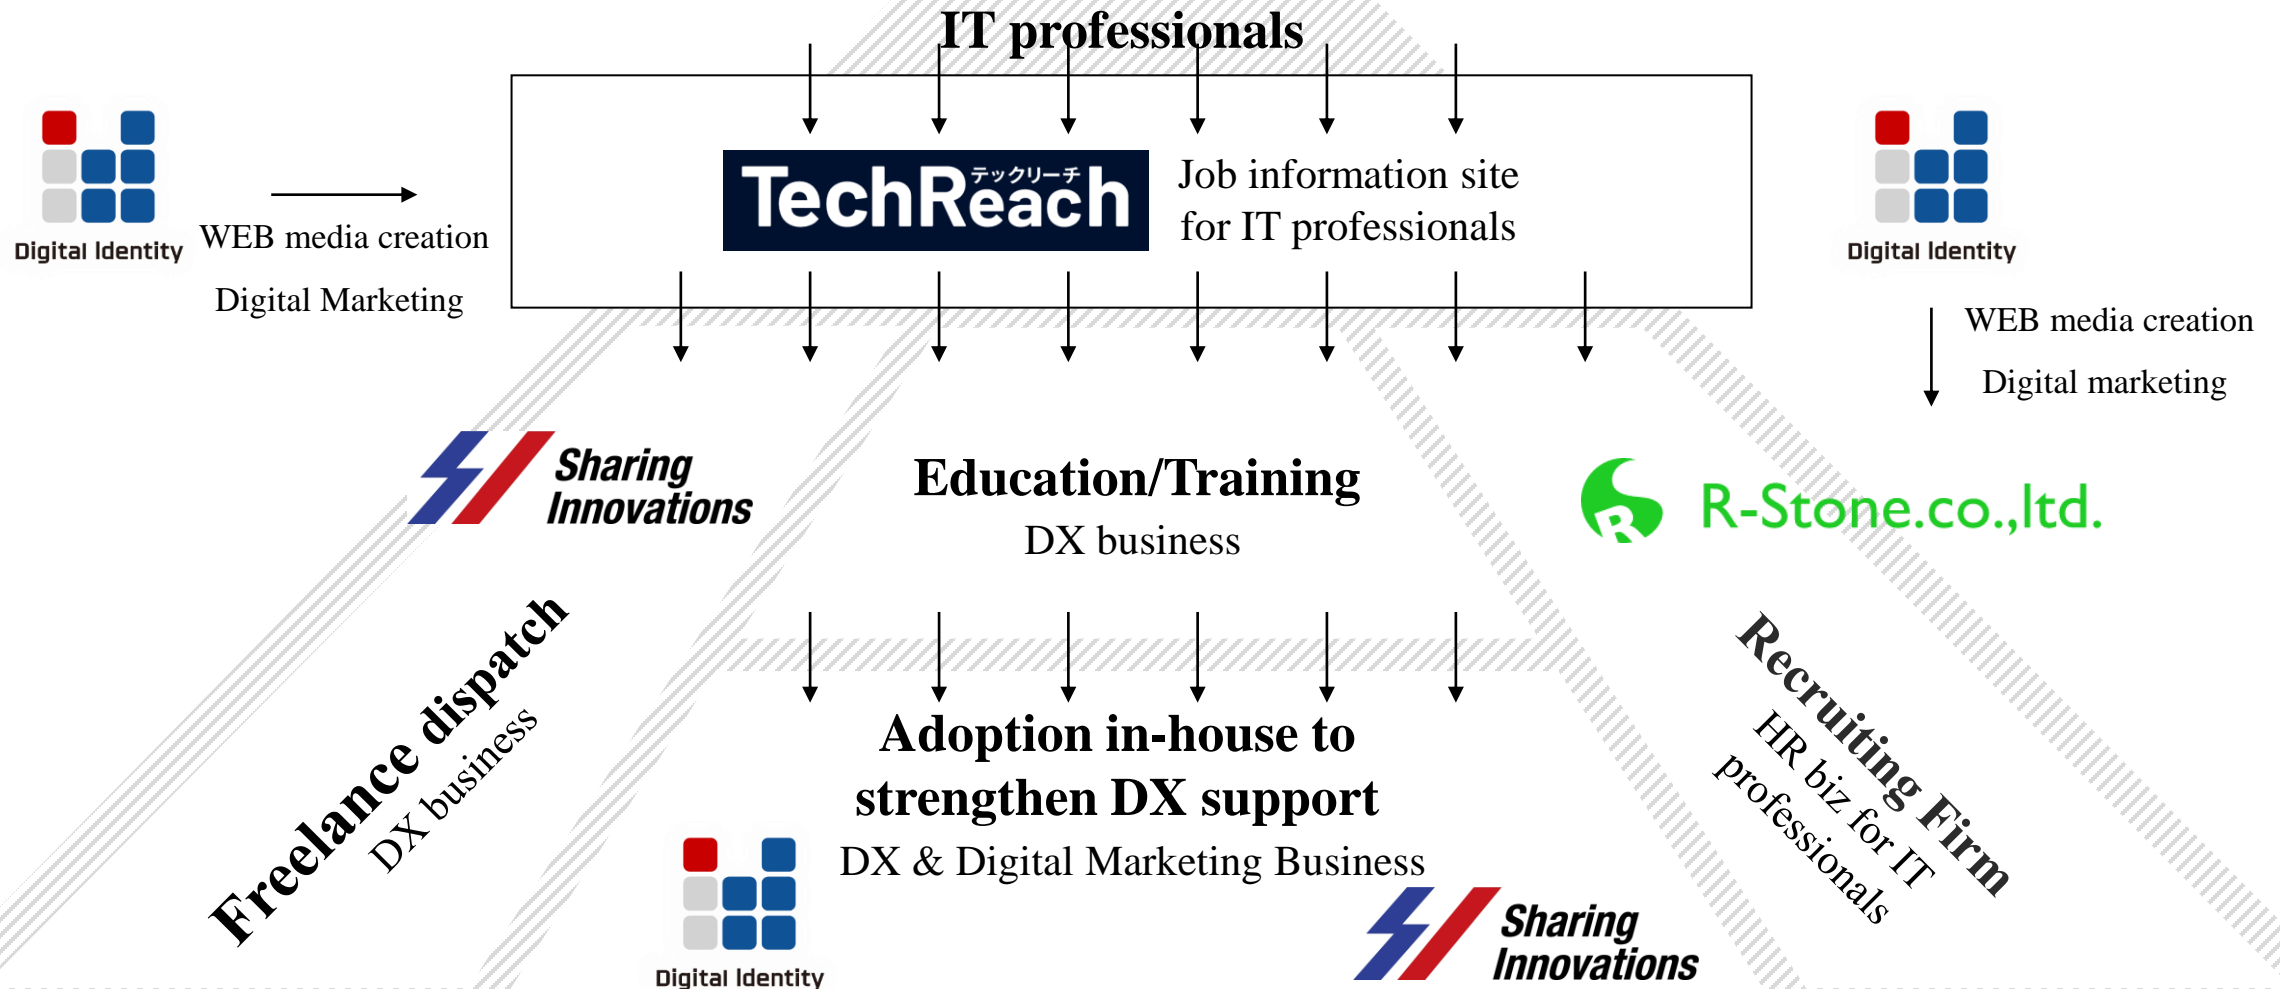 IT professionals
Digital Identity
WEB media creation
Digital Marketing
テックリーチ
TechReach
Job information site
for IT professionals
Digital Identity
WEB media creation
Digital marketing
Sharing
Innovations
Education/Training
DX business
R
R-Stone.co.,ltd.
Freelance dispatch
DX business
Adoption in-house to
strengthen DX support
DX & Digital Marketing Business
Recruiting Firm
HR biz for IT
professionals
Digital Identity
Sharing
Innovations